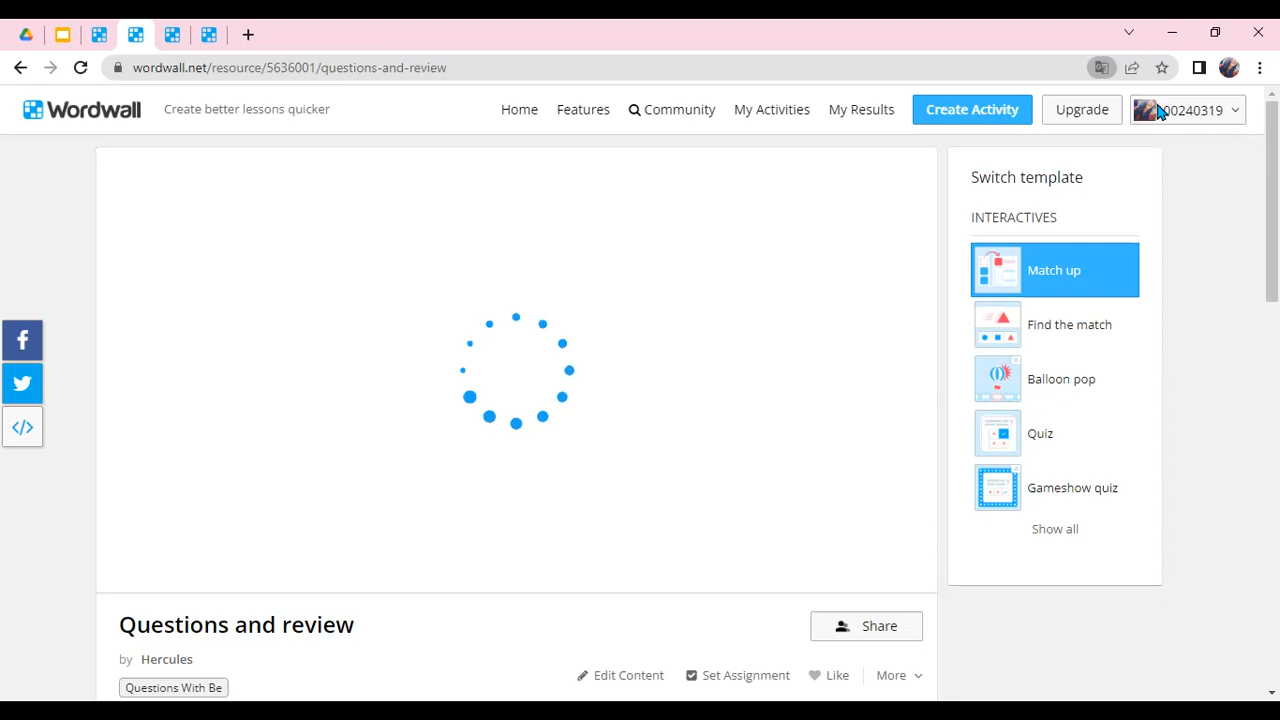 wordwall.net/resource/5636001/questions-and-review
Wordwall
Create better lessons quicker
Home
Features
Community
My Activities
My Results
Create Activity
Upgrade
00240319
Switch template
INTERACTIVES
Match up
Find the match
Balloon pop
Quiz
Gameshow quiz
Show all
Questions and review
Share
by Hercules
Edit Content
Set Assignment
Like
More
Questions With Be